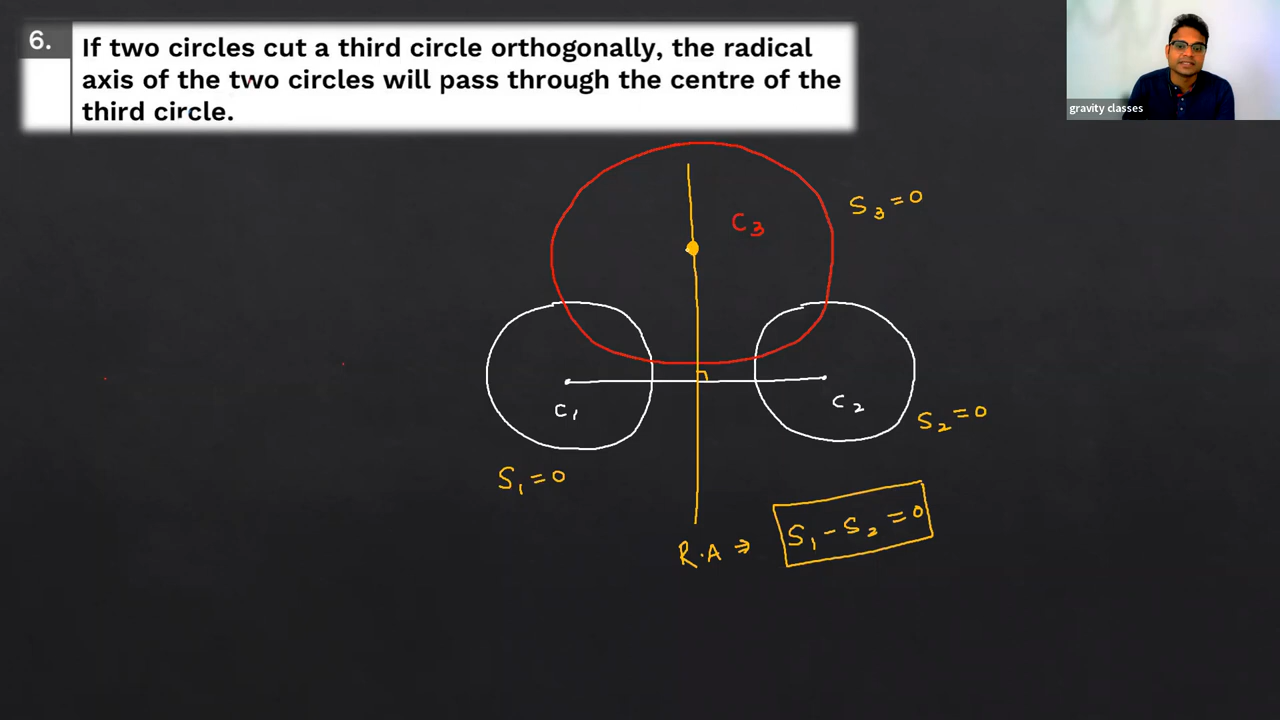 6.
If two circles cut a third circle orthogonally, the radical
axis of the two circles will pass through the centre of the
third circle.
gravity classes
S₃=0
C₃
C₁
C₂
S₂=0
S₁=0
R.A ⇒ S₁-S₂=0